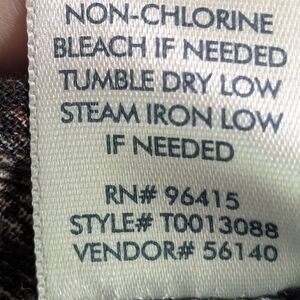 NON-CHLORINE
BLEACH IF NEEDED
TUMBLE DRY LOW
STEAM IRON LOW
IF NEEDED
RN# 96415
STYLE# T0013088
VENDOR# 56140